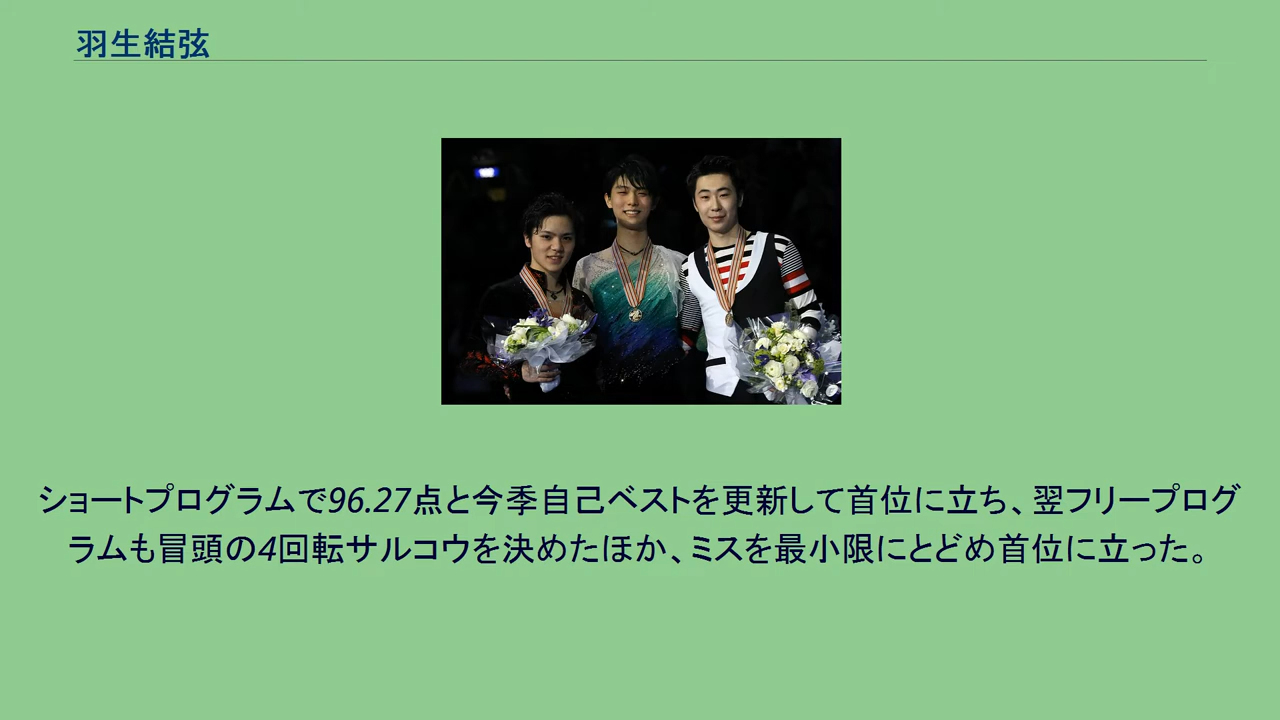 羽生結弦
ショートプログラムで96.27点と今季自己ベストを更新して首位に立ち、翌フリープログ
ラムも冒頭の4回転サルコウを決めたほか、ミスを最小限にとどめ首位に立った。